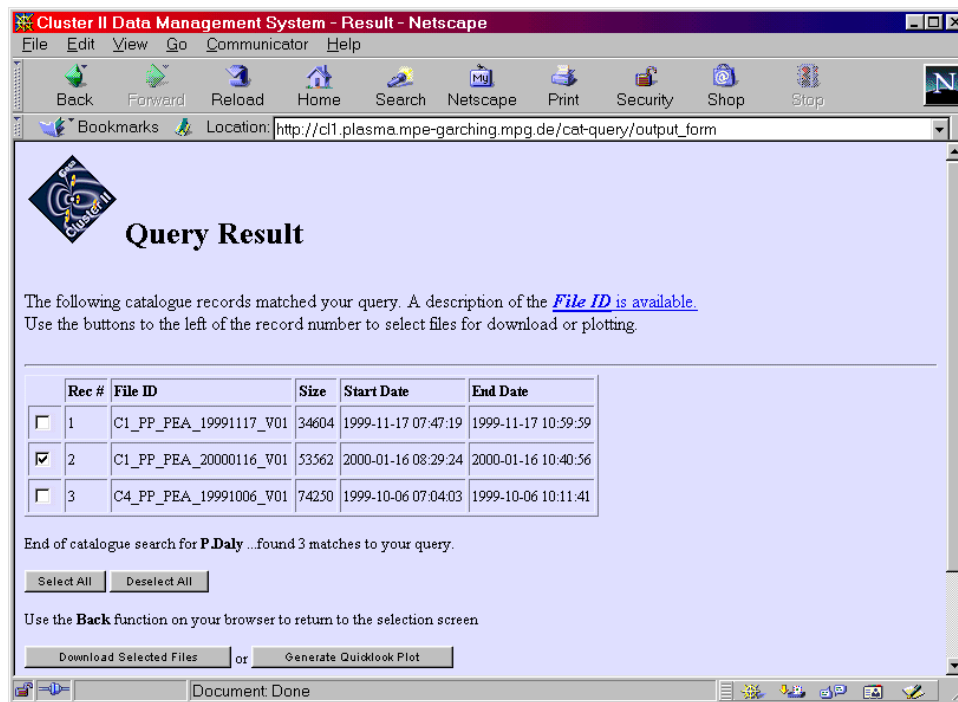 Cluster II Data Management System - Result - Netscape
File Edit View Go Communicator Help
Back Forward Reload Home Search Netscape Print Security Shop Stop
My
N
Bookmarks Location: http://cl1.plasma.mpe-garching.mpg.de/cat-query/output_form
Cluster II
Query Result
The following catalogue records matched your query. A description of the File ID is available.
Use the buttons to the left of the record number to select files for download or plotting.
Rec # File ID Size Start Date End Date
1 C1_PP_PEA_19991117_V01 34604 1999-11-17 07:47:19 1999-11-17 10:59:59
2 C1_PP_PEA_20000116_V01 53562 2000-01-16 08:29:24 2000-01-16 10:40:56
3 C4_PP_PEA_19991006_V01 74250 1999-10-06 07:04:03 1999-10-06 10:11:41
End of catalogue search for P.Daly ...found 3 matches to your query.
Select All Deselect All
Use the Back function on your browser to return to the selection screen
Download Selected Files or Generate Quicklook Plot
Document: Done